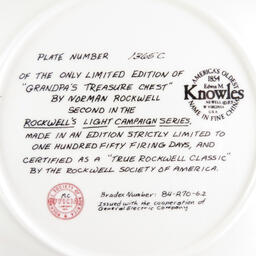 PLATE NUMBER 1366C
OF THE ONLY LIMITED EDITION OF
"GRANDPA'S TREASURE CHEST"
BY NORMAN ROCKWELL
SECOND IN THE
ROCKWELL'S LIGHT CAMPAIGN SERIES,
MADE IN AN EDITION STRICTLY LIMITED TO
ONE HUNDRED FIFTY FIRING DAYS, AND
CERTIFIED AS A "TRUE ROCKWELL CLASSIC"
BY THE ROCKWELL SOCIETY OF AMERICA.
Bradex Number: 84-R70-6.2
Issued with the cooperation of
General Electric Company
AMERICA'S OLDEST
1854
Edwin M.
Knowles
NAME IN FINE CHINA